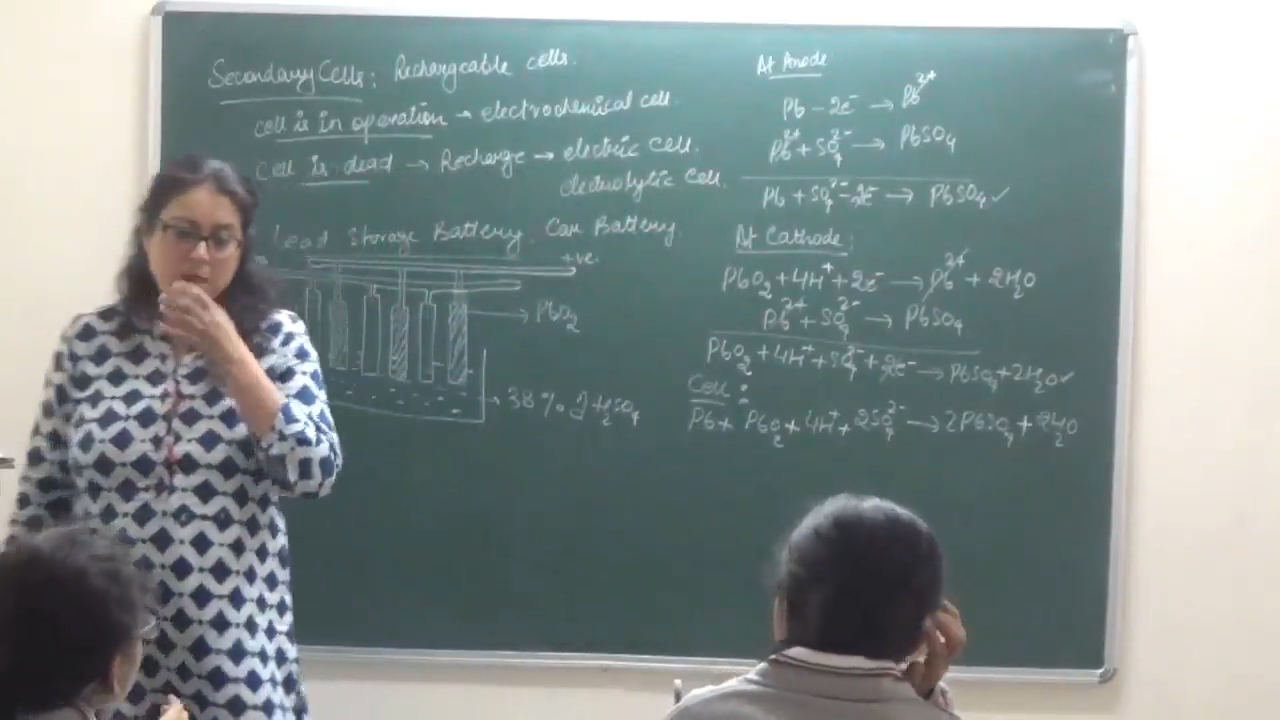 Secondary Cells: Rechargeable cells.
cell is in operation → electrochemical cell.
Cell is dead → Recharge → electric cell.
electrolytic cell.
Lead Storage Battery. Car Battery.
+ve.
→ PbO₂
→ 38% of H₂SO₄
At Anode
Pb - 2e⁻ → Pb²⁺
Pb²⁺ + SO₄²⁻ → PbSO₄
Pb + SO₄²⁻ - 2e⁻ → PbSO₄ ✓
At Cathode:
PbO₂ + 4H⁺ + 2e⁻ → Pb²⁺ + 2H₂O
Pb²⁺ + SO₄²⁻ → PbSO₄
PbO₂ + 4H⁺ + SO₄²⁻ + 2e⁻ → PbSO₄ + 2H₂O ✓
Cell:
Pb + PbO₂ + 4H⁺ + 2SO₄²⁻ → 2PbSO₄ + 2H₂O